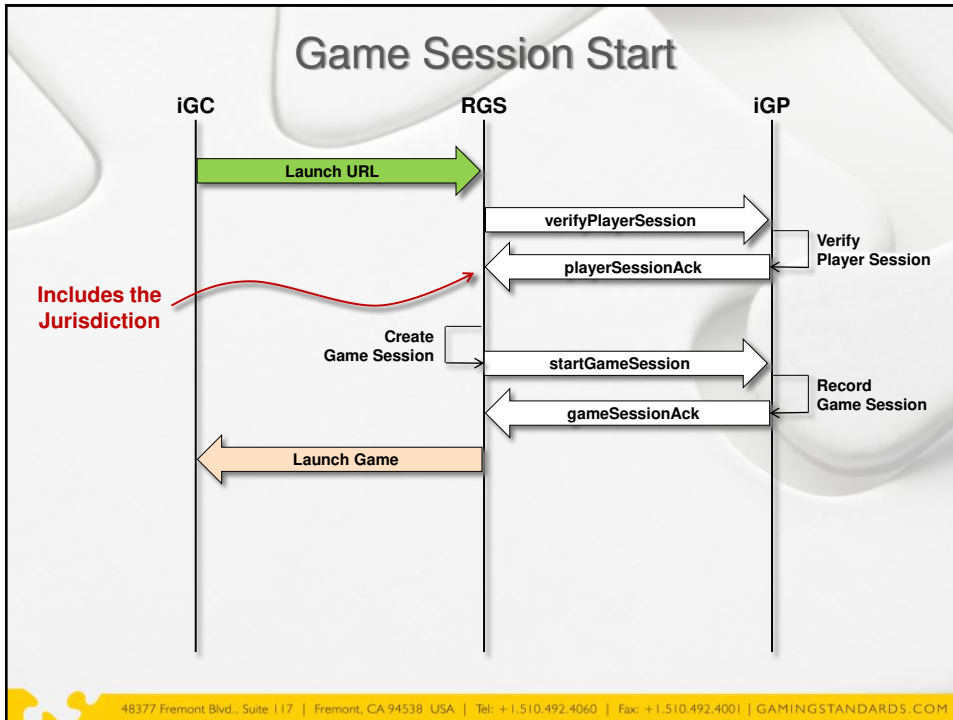 Game Session Start
iGC
RGS
iGP
Launch URL
verifyPlayerSession
Verify
Player Session
playerSessionAck
Includes the
Jurisdiction
Create
Game Session
startGameSession
Record
Game Session
gameSessionAck
Launch Game
48377 Fremont Blvd., Suite 117 | Fremont, CA 94538 USA | Tel: +1.510.492.4060 | Fax: +1.510.492.4001 | GAMINGSTANDARDS.COM